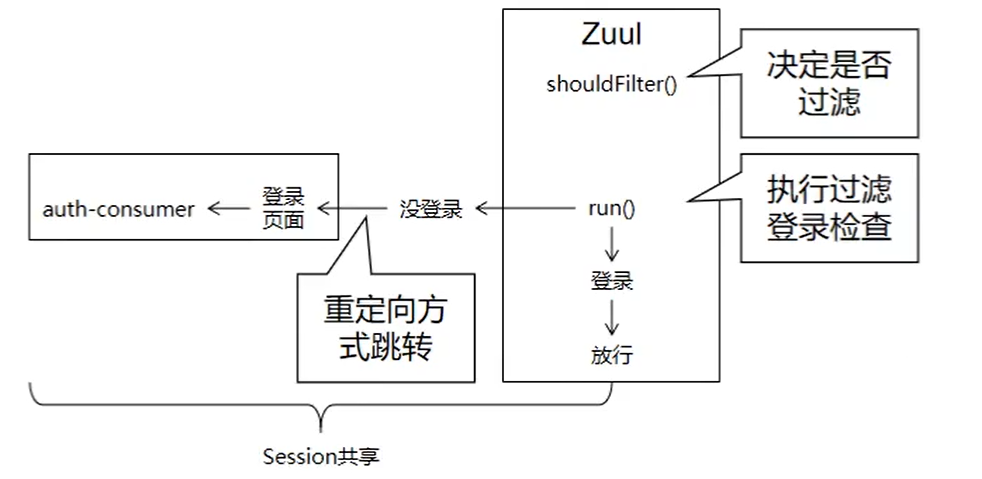 Zuul
shouldFilter()
决定是否
过滤
auth-consumer
登录
页面
没登录
run()
执行过滤
登录检查
登录
放行
重定向方
式跳转
Session共享